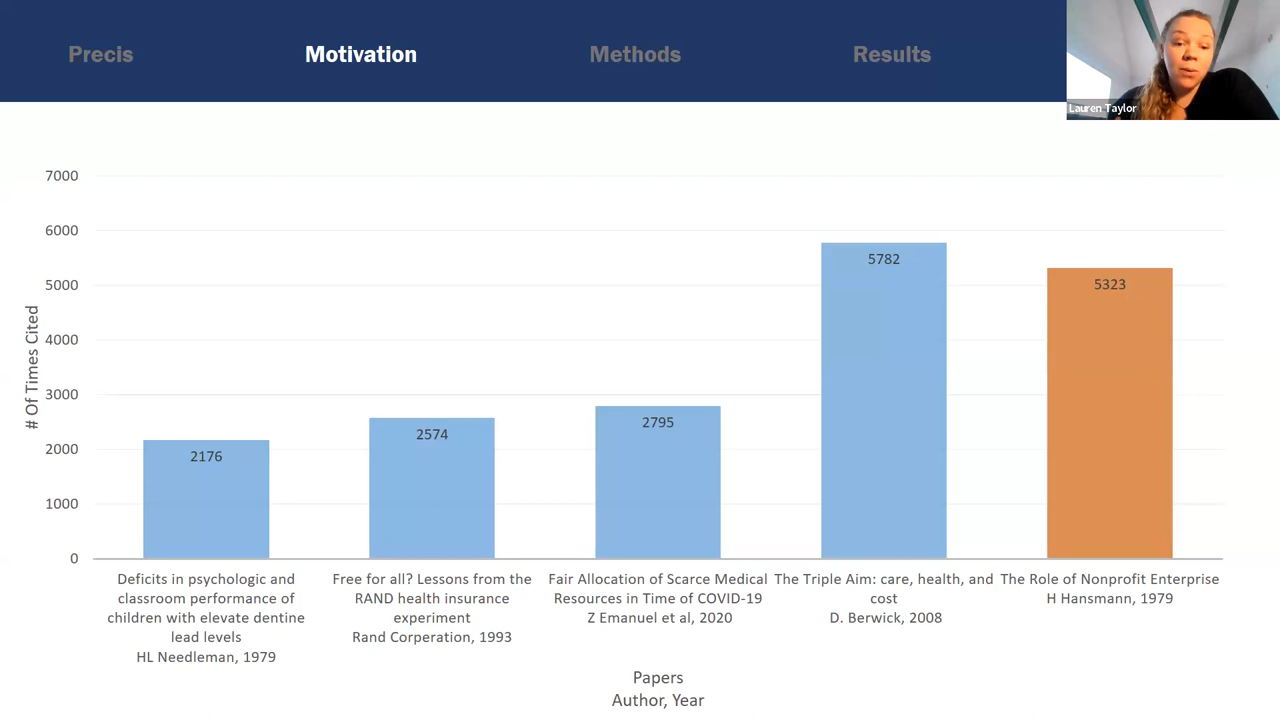 Precis
Motivation
Methods
Results
Lauren Taylor
7000
6000
5000
4000
3000
2000
1000
0
# Of Times Cited
2176
2574
2795
5782
5323
Deficits in psychologic and
classroom performance of
children with elevate dentine
lead levels
HL Needleman, 1979
Free for all? Lessons from the
RAND health insurance
experiment
Rand Corperation, 1993
Fair Allocation of Scarce Medical
Resources in Time of COVID-19
Z Emanuel et al, 2020
The Triple Aim: care, health, and
cost
D. Berwick, 2008
The Role of Nonprofit Enterprise
H Hansmann, 1979
Papers
Author, Year